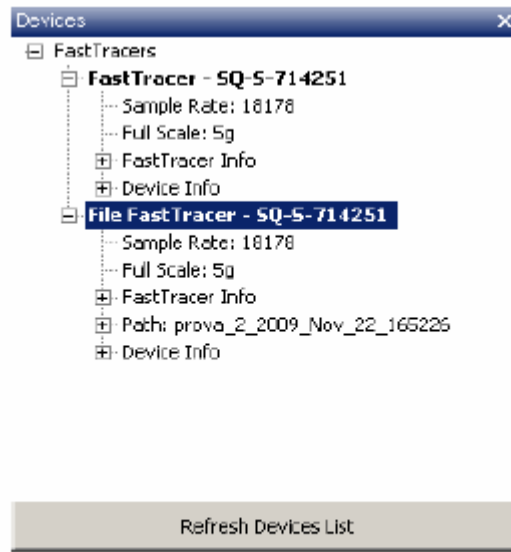 Devices
FastTracers
FastTracer - SQ-S-714251
Sample Rate: 18178
Full Scale: 5g
FastTracer Info
Device Info
File FastTracer - SQ-S-714251
Sample Rate: 18178
Full Scale: 5g
FastTracer Info
Path: prova_2_2009_Nov_22_165226
Device Info
Refresh Devices List